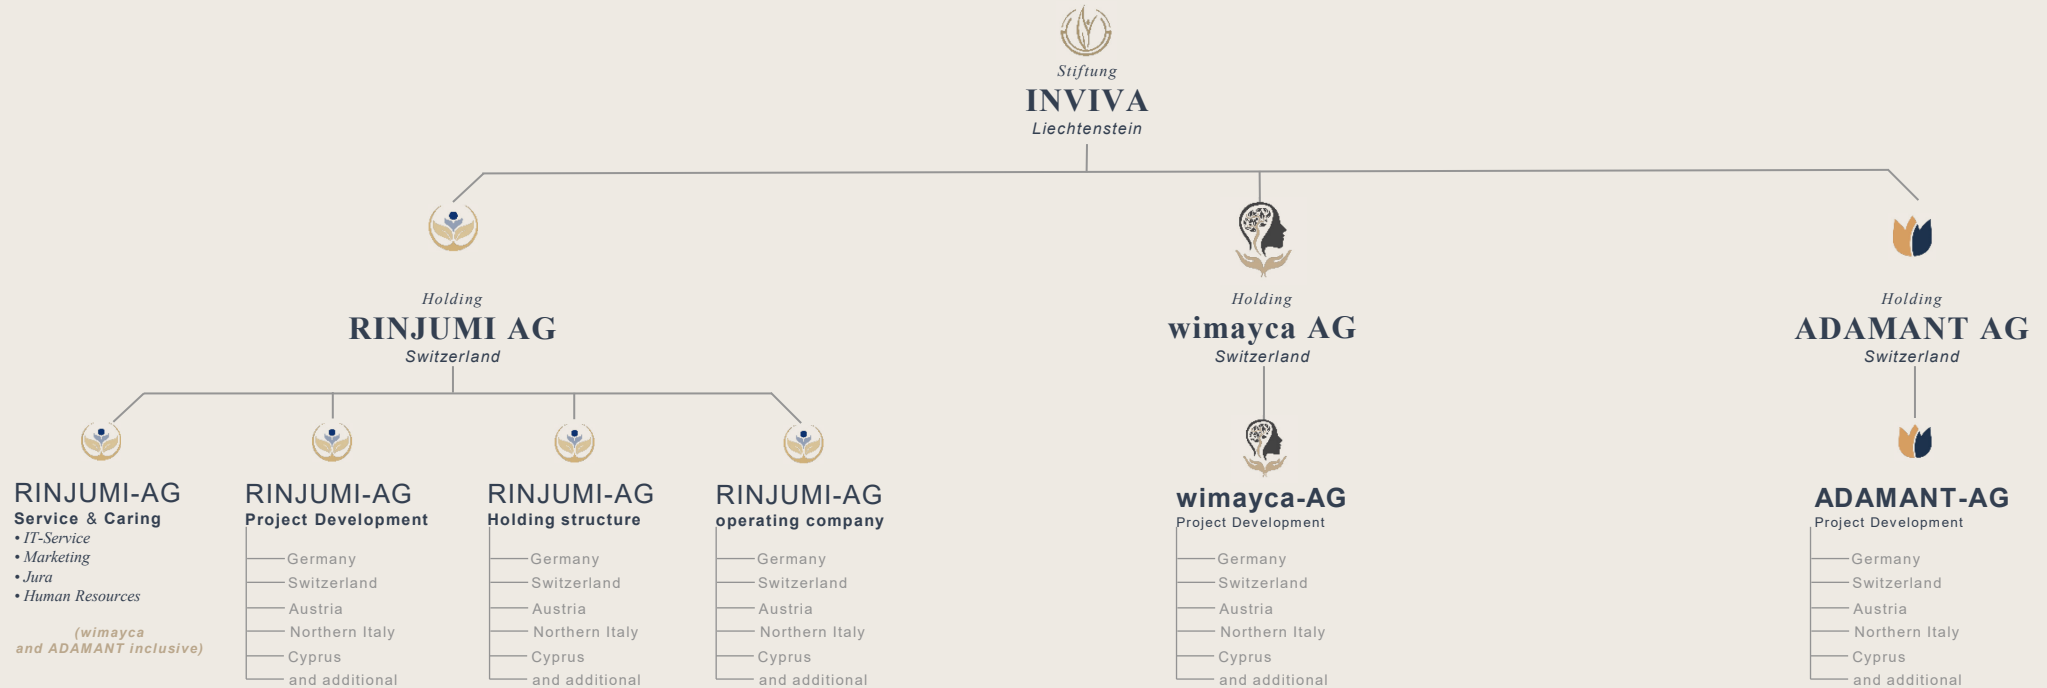 Stiftung
INVIVA
Liechtenstein
Holding
RINJUMI AG
Switzerland
Holding
wimayca AG
Switzerland
Holding
ADAMANT AG
Switzerland
RINJUMI-AG
Service & Caring
• IT-Service
• Marketing
• Jura
• Human Resources
(wimayca
and ADAMANT inclusive)
RINJUMI-AG
Project Development
Germany
Switzerland
Austria
Northern Italy
Cyprus
and additional
RINJUMI-AG
Holding structure
Germany
Switzerland
Austria
Northern Italy
Cyprus
and additional
RINJUMI-AG
operating company
Germany
Switzerland
Austria
Northern Italy
Cyprus
and additional
wimayca-AG
Project Development
Germany
Switzerland
Austria
Northern Italy
Cyprus
and additional
ADAMANT-AG
Project Development
Germany
Switzerland
Austria
Northern Italy
Cyprus
and additional